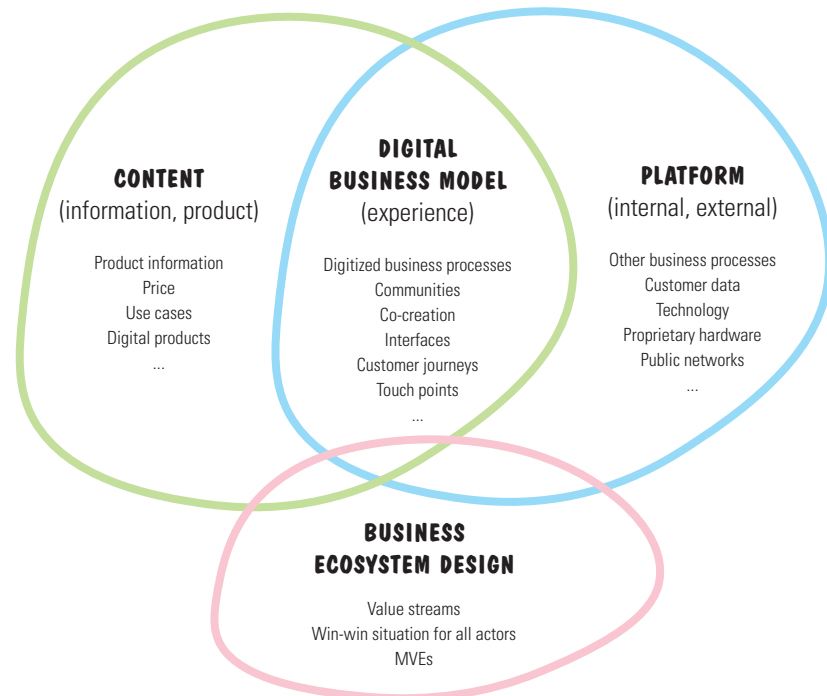 CONTENT
(information, product)
Product information
Price
Use cases
Digital products
...
DIGITAL
BUSINESS MODEL
(experience)
Digitized business processes
Communities
Co-creation
Interfaces
Customer journeys
Touch points
...
PLATFORM
(internal, external)
Other business processes
Customer data
Technology
Proprietary hardware
Public networks
...
BUSINESS
ECOSYSTEM DESIGN
Value streams
Win-win situation for all actors
MVEs